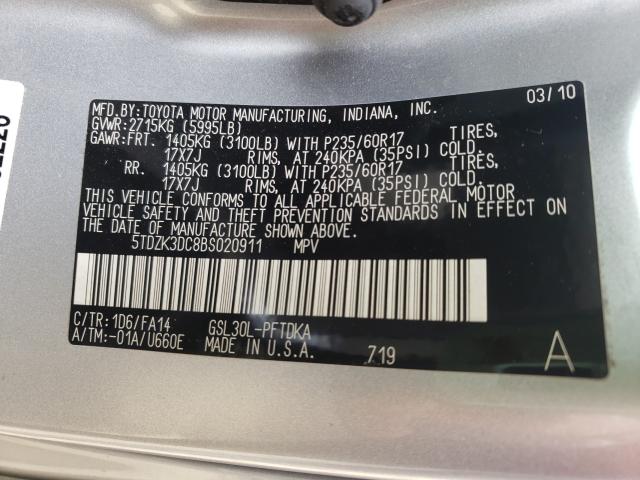 MFD.BY:TOYOTA MOTOR MANUFACTURING, INDIANA, INC. 03/10
GVWR:2715KG (5995LB)
GAWR:FRT. 1405KG (3100LB) WITH P235/60R17 TIRES,
17X7J RIMS, AT 240KPA (35PSI) COLD.
RR. 1405KG (3100LB) WITH P235/60R17 TIRES,
17X7J RIMS, AT 240KPA (35PSI) COLD.
THIS VEHICLE CONFORMS TO ALL APPLICABLE FEDERAL MOTOR
VEHICLE SAFETY AND THEFT PREVENTION STANDARDS IN EFFECT ON
THE DATE OF MANUFACTURE SHOWN ABOVE.
5TDZK3DC8BS020911 MPV
C/TR:1D6/FA14 GSL30L-PFTDKA
A/TM:-01A/U660E MADE IN U.S.A. 719 A